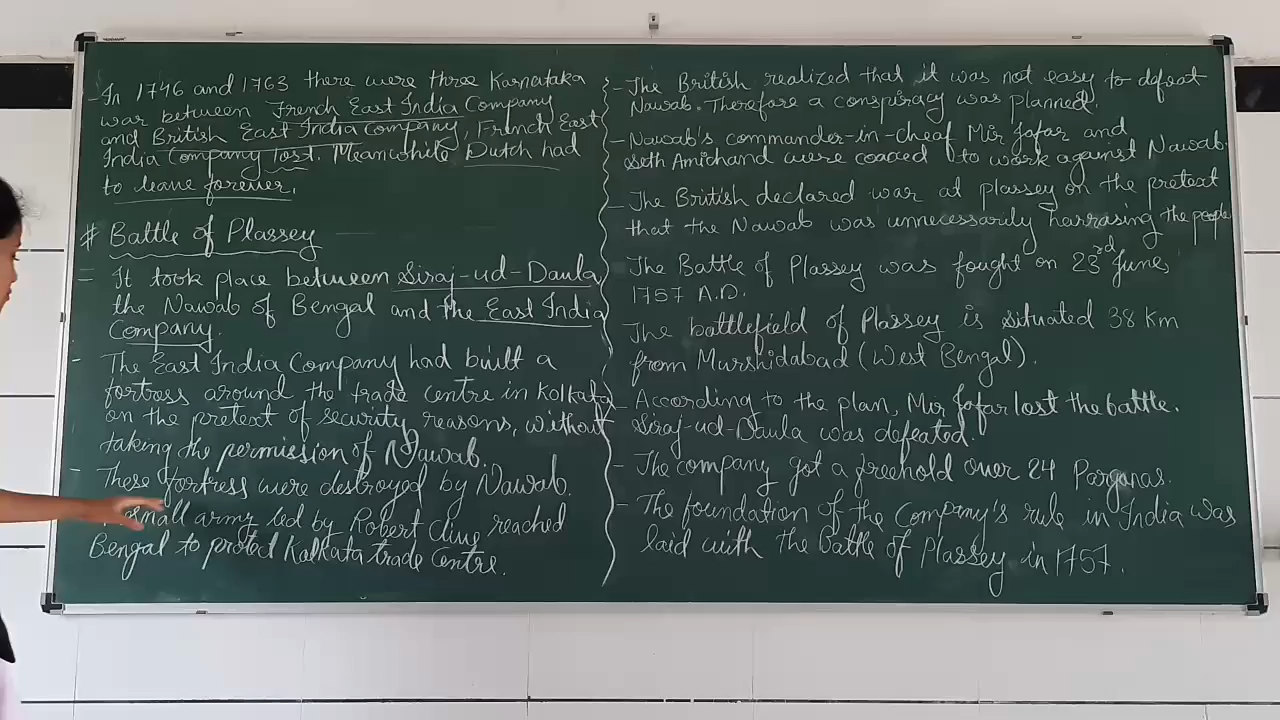 - In 1746 and 1763 there were three Karnataka
war between French East India Company
and British East India Company, French East
India Company lost. Meanwhile Dutch had
to leave forever.
# Battle of Plassey
- It took place between Siraj-ud-Daula,
the Nawab of Bengal and the East India
Company.
- The East India Company had built a
fortress around the trade centre in Kolkata
on the pretext of security reasons, without
taking the permission of Nawab.
- These fortress were destroyed by Nawab.
small army led by Robert Clive reached
Bengal to protect Kolkata trade Centre.
- The British realized that it was not easy to defeat
Nawab. Therefore a conspiracy was planned.
- Nawab's commander-in-cheaf Mir Jafar and
Seth Amichand were coaced to work against Nawab.
- The British declared war at plassey on the pretext
that the Nawab was unnecessarily harrasing the people
The Battle of Plassey was fought on 23rd June,
1757 A.D.
The battlefield of Plassey is situated 38 Km
from Murshidabad (West Bengal).
- According to the plan, Mir Jafar lost the battle.
Siraj-ud-Daula was defeated.
- The company got a freehold over 24 Parganas.
- The foundation of the Company's rule in India was
laid with the Battle of Plassey in 1757.